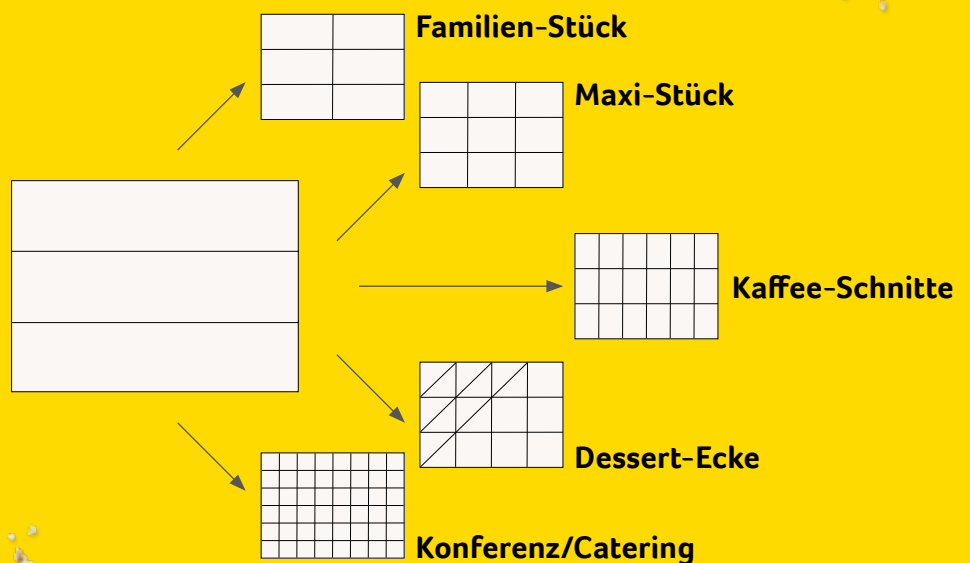 Familien-Stück
Maxi-Stück
Kaffee-Schnitte
Dessert-Ecke
Konferenz/Catering